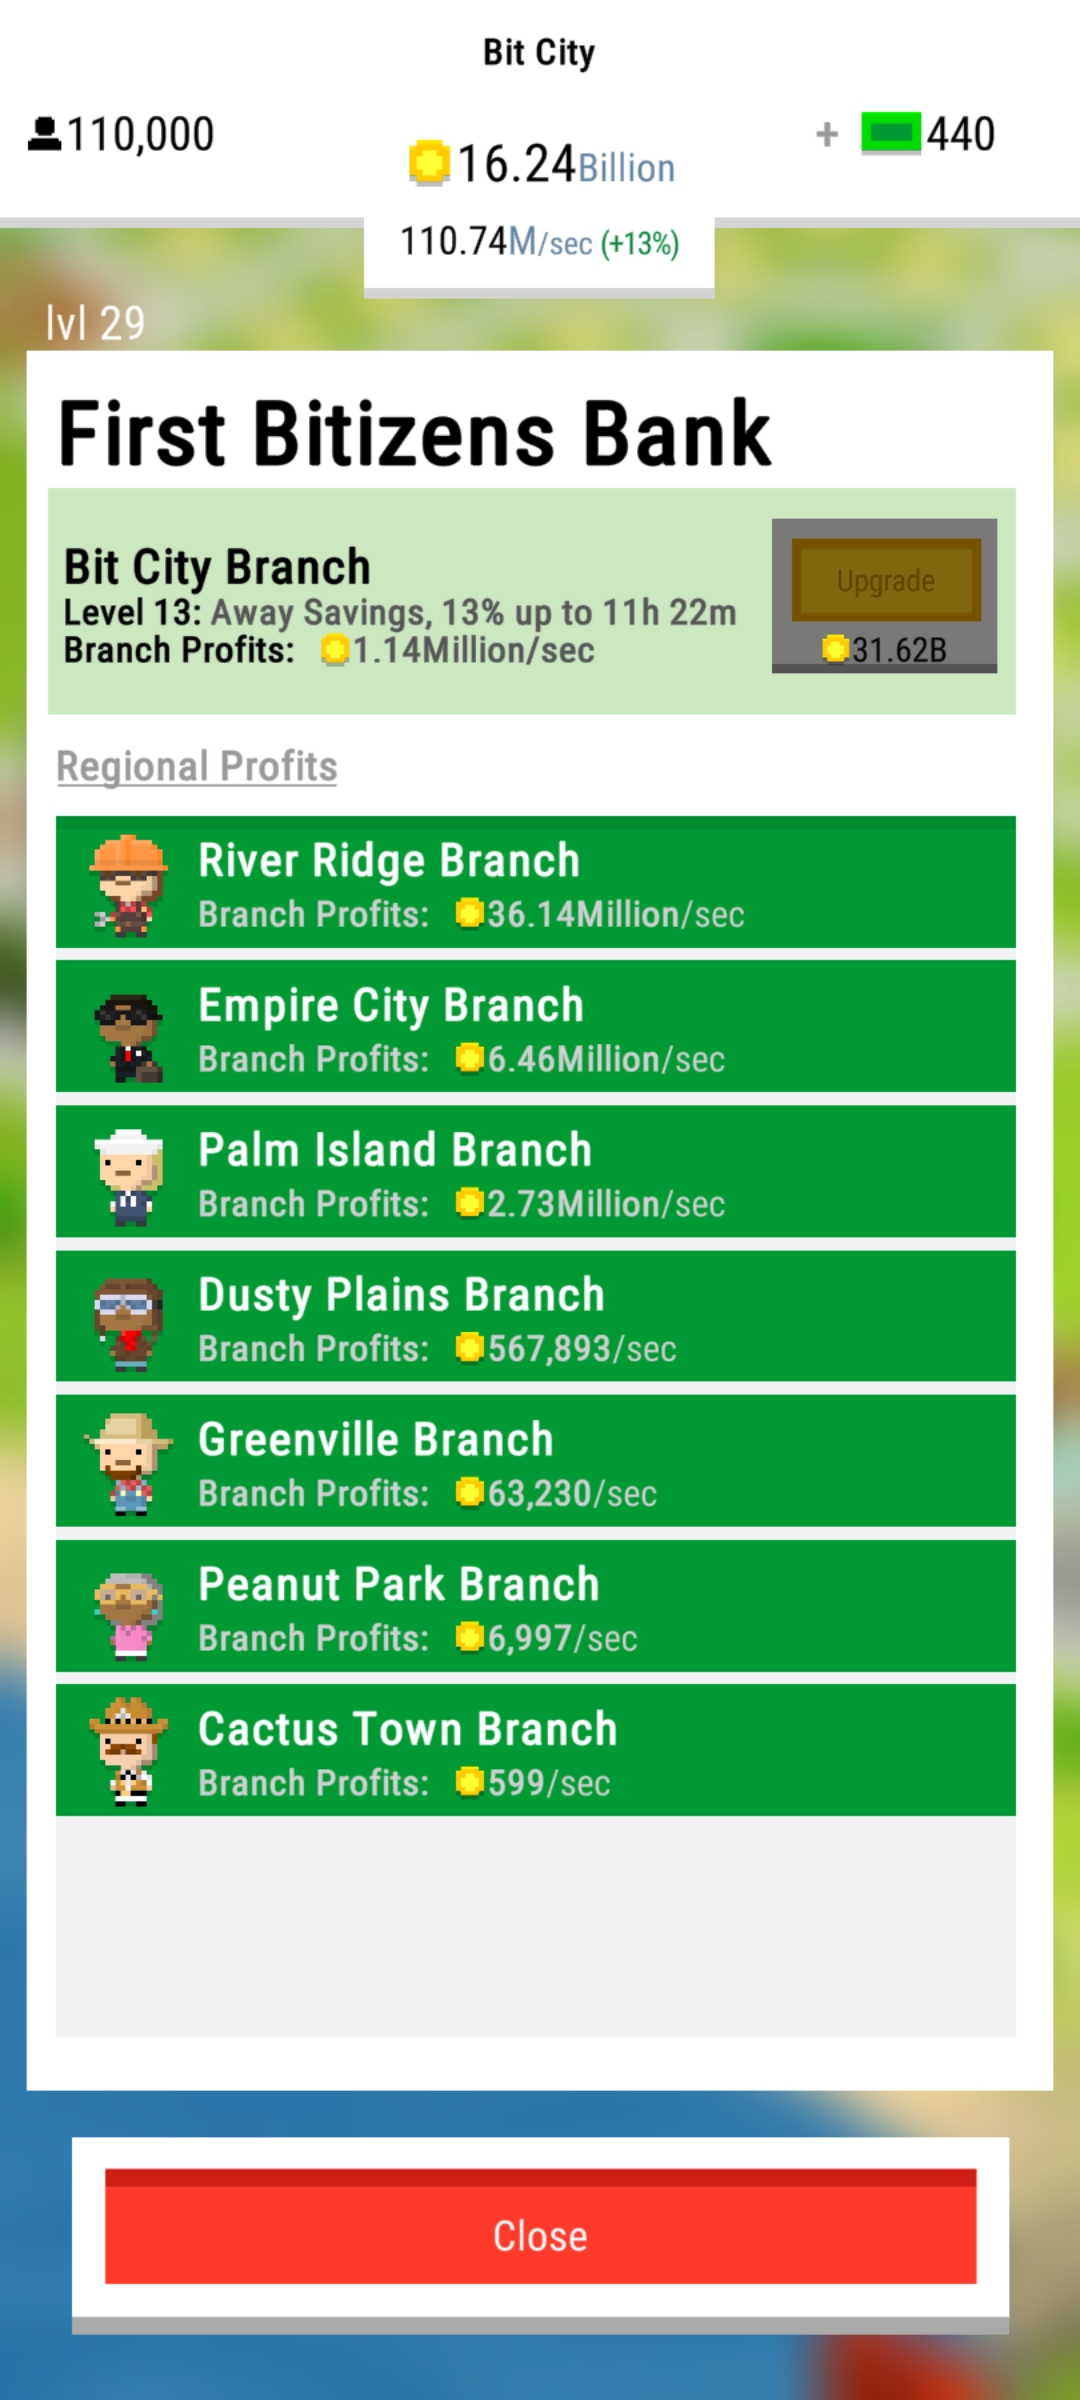 Bit City
110,000
16.24Billion
+ 440
110.74M/sec (+13%)
lvl 29
First Bitizens Bank
Bit City Branch
Level 13: Away Savings, 13% up to 11h 22m
Branch Profits: 1.14Million/sec
Upgrade
31.62B
Regional Profits
River Ridge Branch
Branch Profits: 36.14Million/sec
Empire City Branch
Branch Profits: 6.46Million/sec
Palm Island Branch
Branch Profits: 2.73Million/sec
Dusty Plains Branch
Branch Profits: 567,893/sec
Greenville Branch
Branch Profits: 63,230/sec
Peanut Park Branch
Branch Profits: 6,997/sec
Cactus Town Branch
Branch Profits: 599/sec
Close